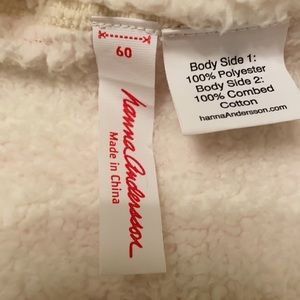 60
hanna Andersson
Made in China
Body Side 1:
100% Polyester
Body Side 2:
100% Combed
Cotton
hannaAndersson.com